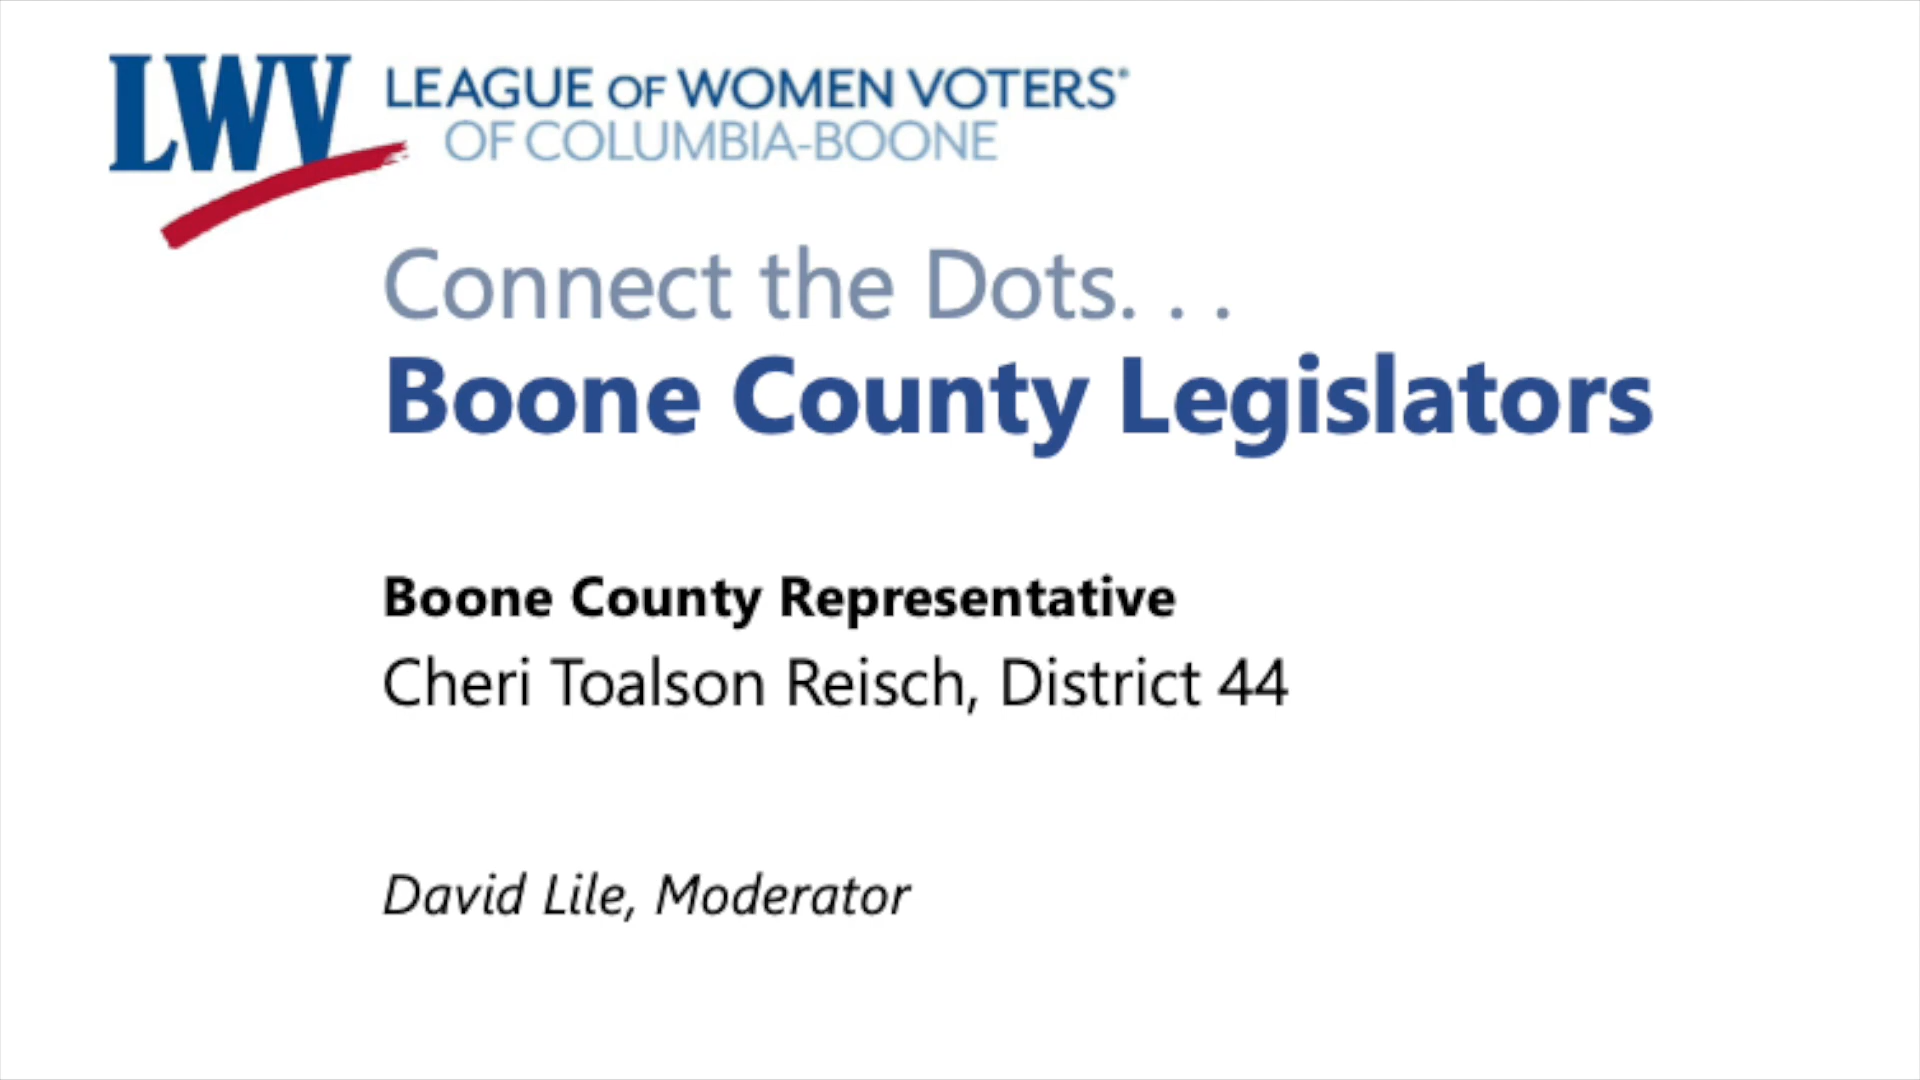 LWV LEAGUE OF WOMEN VOTERS®
OF COLUMBIA-BOONE
Connect the Dots. . .
Boone County Legislators
Boone County Representative
Cheri Toalson Reisch, District 44
David Lile, Moderator